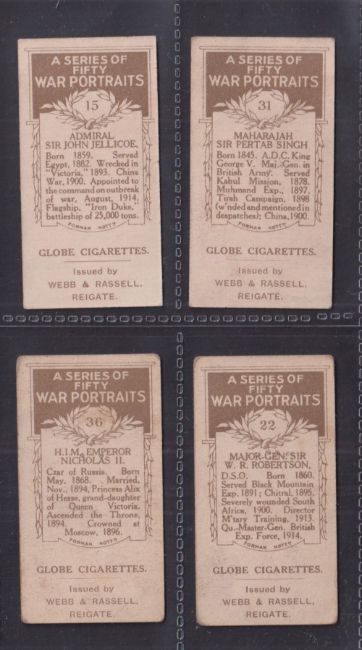 A SERIES OF
FIFTY
WAR PORTRAITS
15
ADMIRAL
SIR JOHN JELLICOE,
Born 1859. Served
Egypt, 1882. Wrecked in
"Victoria," 1893. China
War, 1900. Appointed to
the command on outbreak
of war, August, 1914.
Flagship, "Iron Duke,"
battleship of 25,000 tons.
FORMAN NOTTM
GLOBE CIGARETTES.
Issued by
WEBB & RASSELL,
REIGATE.
A SERIES OF
FIFTY
WAR PORTRAITS
31
MAHARAJAH
SIR PERTAB SINGH
Born 1845. A.D.C. King
George V. Maj.-Gen. in
British Army. Served
Kabul Mission, 1878.
Muhmand Exp., 1897.
Tirah Campaign, 1898
(w'nded and mentioned in
despatches); China, 1900.
FORMAN NOTTM
GLOBE CIGARETTES.
Issued by
WEBB & RASSELL,
REIGATE.
A SERIES OF
FIFTY
WAR PORTRAITS
36
H.I.M. EMPEROR
NICHOLAS II.
Czar of Russia. Born
May, 1868. Married,
Nov., 1894, Princess Alix
of Hesse, grand-daughter
of Queen Victoria.
Ascended the Throne,
1894. Crowned at
Moscow, 1896.
FORMAN NOTTM
GLOBE CIGARETTES.
Issued by
WEBB & RASSELL,
REIGATE.
A SERIES OF
FIFTY
WAR PORTRAITS
22
MAJOR-GEN. SIR
W. R. ROBERTSON,
D.S.O. Born 1860.
Served Black Mountain
Exp. 1891; Chitral, 1895.
Severely wounded South
Africa, 1900. Director
M'tary Training, 1913.
Qu.-Master-Gen. British
Exp. Force, 1914.
FORMAN NOTTM
GLOBE CIGARETTES.
Issued by
WEBB & RASSELL,
REIGATE.